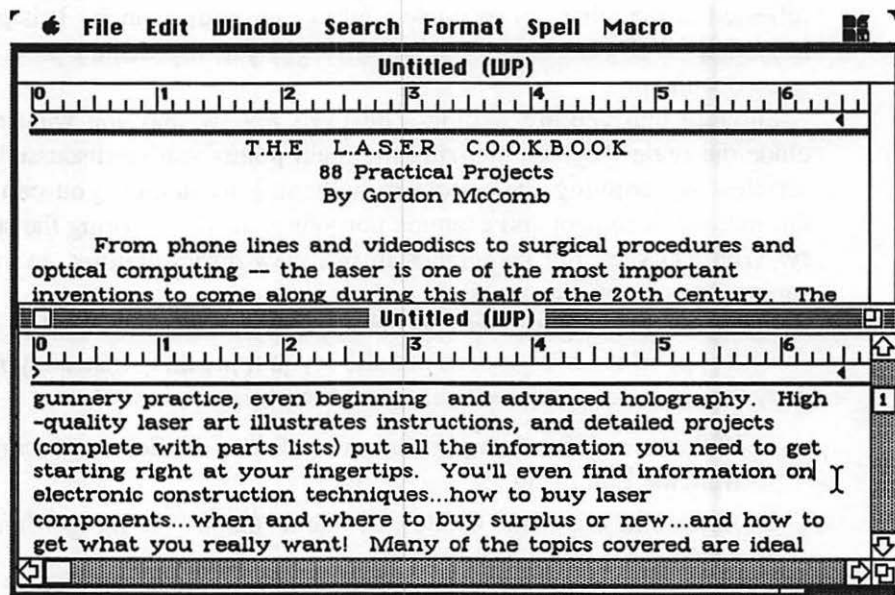 File Edit Window Search Format Spell Macro
Untitled (WP)
0 1 2 3 4 5 6
T.H.E L.A.S.E.R C.O.O.K.B.O.O.K
88 Practical Projects
By Gordon McComb
From phone lines and videodiscs to surgical procedures and
optical computing -- the laser is one of the most important
inventions to come along during this half of the 20th Century. The
Untitled (WP)
0 1 2 3 4 5 6
gunnery practice, even beginning and advanced holography. High
-quality laser art illustrates instructions, and detailed projects
(complete with parts lists) put all the information you need to get
starting right at your fingertips. You'll even find information on
electronic construction techniques...how to buy laser
components...when and where to buy surplus or new...and how to
get what you really want! Many of the topics covered are ideal
1